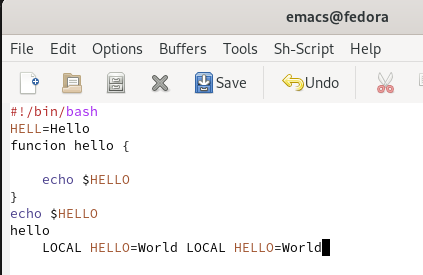 emacs@fedora
File Edit Options Buffers Tools Sh-Script Help
Save Undo
#!/bin/bash
HELL=Hello
funcion hello {
echo $HELLO
}
echo $HELLO
hello
LOCAL HELLO=World LOCAL HELLO=World